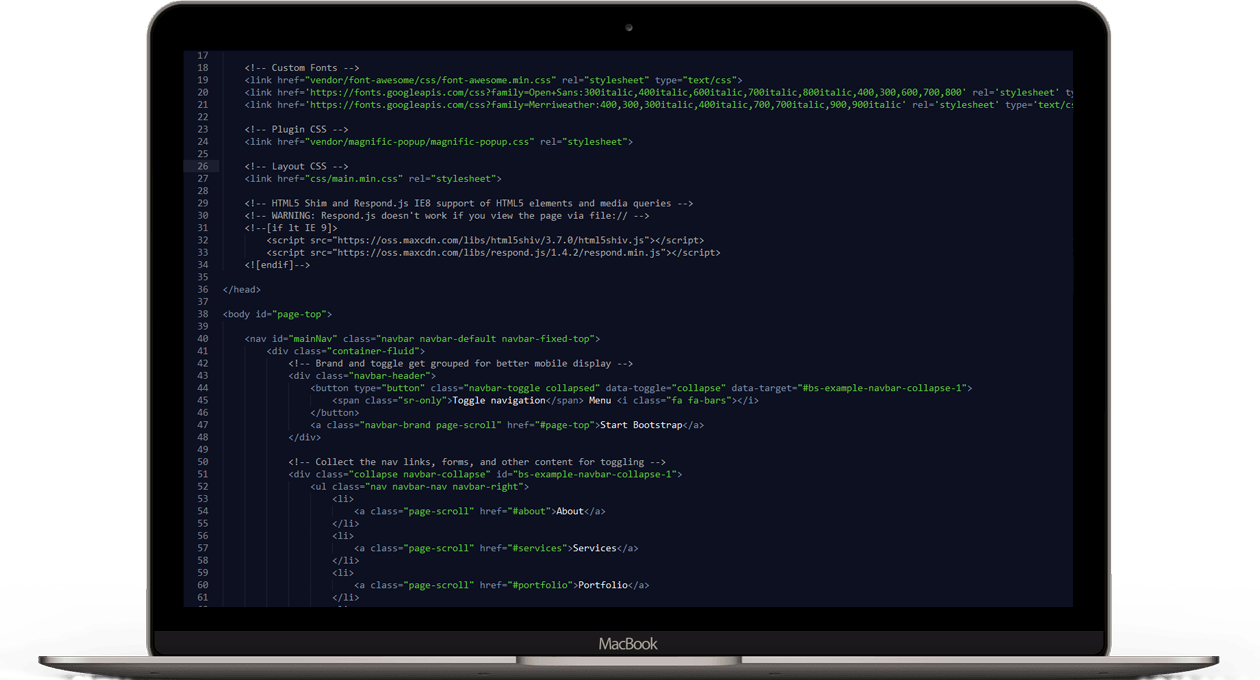 17
18 <!-- Custom Fonts -->
19 <link href="vendor/font-awesome/css/font-awesome.min.css" rel="stylesheet" type="text/css">
20 <link href='https://fonts.googleapis.com/css?family=Open+Sans:300italic,400italic,600italic,700italic,800italic,400,300,600,700,800' rel='stylesheet' ty
21 <link href='https://fonts.googleapis.com/css?family=Merriweather:400,300,300italic,400italic,700,700italic,900,900italic' rel='stylesheet' type='text/cs
22
23 <!-- Plugin CSS -->
24 <link href="vendor/magnific-popup/magnific-popup.css" rel="stylesheet">
25
26 <!-- Layout CSS -->
27 <link href="css/main.min.css" rel="stylesheet">
28
29 <!-- HTML5 Shim and Respond.js IE8 support of HTML5 elements and media queries -->
30 <!-- WARNING: Respond.js doesn't work if you view the page via file:// -->
31 <!--[if lt IE 9]>
32 <script src="https://oss.maxcdn.com/libs/html5shiv/3.7.0/html5shiv.js"></script>
33 <script src="https://oss.maxcdn.com/libs/respond.js/1.4.2/respond.min.js"></script>
34 <![endif]-->
35
36 </head>
37
38 <body id="page-top">
39
40 <nav id="mainNav" class="navbar navbar-default navbar-fixed-top">
41 <div class="container-fluid">
42 <!-- Brand and toggle get grouped for better mobile display -->
43 <div class="navbar-header">
44 <button type="button" class="navbar-toggle collapsed" data-toggle="collapse" data-target="#bs-example-navbar-collapse-1">
45 <span class="sr-only">Toggle navigation</span> Menu <i class="fa fa-bars"></i>
46 </button>
47 <a class="navbar-brand page-scroll" href="#page-top">Start Bootstrap</a>
48 </div>
49
50 <!-- Collect the nav links, forms, and other content for toggling -->
51 <div class="collapse navbar-collapse" id="bs-example-navbar-collapse-1">
52 <ul class="nav navbar-nav navbar-right">
53 <li>
54 <a class="page-scroll" href="#about">About</a>
55 </li>
56 <li>
57 <a class="page-scroll" href="#services">Services</a>
58 </li>
59 <li>
60 <a class="page-scroll" href="#portfolio">Portfolio</a>
61 </li>
MacBook